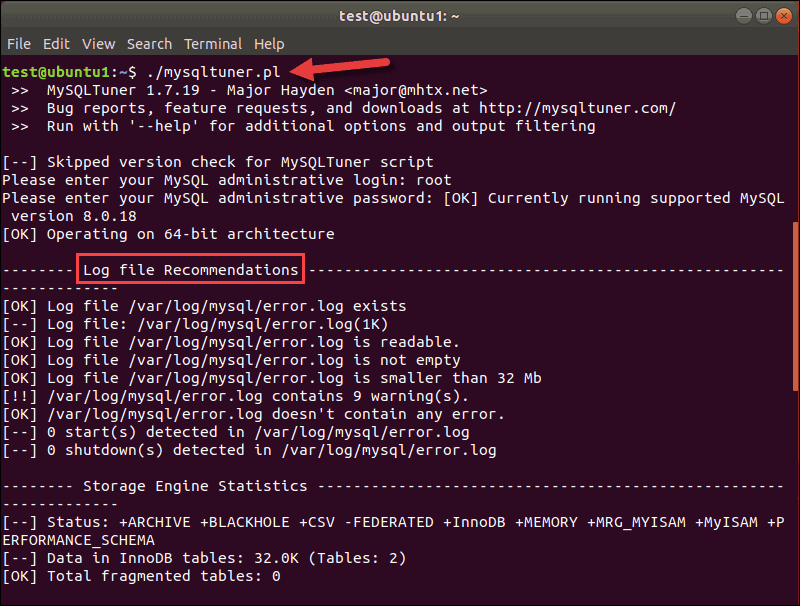 test@ubuntu1: ~
File Edit View Search Terminal Help
test@ubuntu1:~$ ./mysqltuner.pl
 >>  MySQLTuner 1.7.19 - Major Hayden <major@mhtx.net>
 >>  Bug reports, feature requests, and downloads at http://mysqltuner.com/
 >>  Run with '--help' for additional options and output filtering
[--] Skipped version check for MySQLTuner script
Please enter your MySQL administrative login: root
Please enter your MySQL administrative password: [OK] Currently running supported MySQL
 version 8.0.18
[OK] Operating on 64-bit architecture
-------- Log file Recommendations -----------------------------------------------------
-------------
[OK] Log file /var/log/mysql/error.log exists
[--] Log file: /var/log/mysql/error.log(1K)
[OK] Log file /var/log/mysql/error.log is readable.
[OK] Log file /var/log/mysql/error.log is not empty
[OK] Log file /var/log/mysql/error.log is smaller than 32 Mb
[!!] /var/log/mysql/error.log contains 9 warning(s).
[OK] /var/log/mysql/error.log doesn't contain any error.
[--] 0 start(s) detected in /var/log/mysql/error.log
[--] 0 shutdown(s) detected in /var/log/mysql/error.log
-------- Storage Engine Statistics ----------------------------------------------------
-------------
[--] Status: +ARCHIVE +BLACKHOLE +CSV -FEDERATED +InnoDB +MEMORY +MRG_MYISAM +MyISAM +P
ERFORMANCE_SCHEMA
[--] Data in InnoDB tables: 32.0K (Tables: 2)
[OK] Total fragmented tables: 0